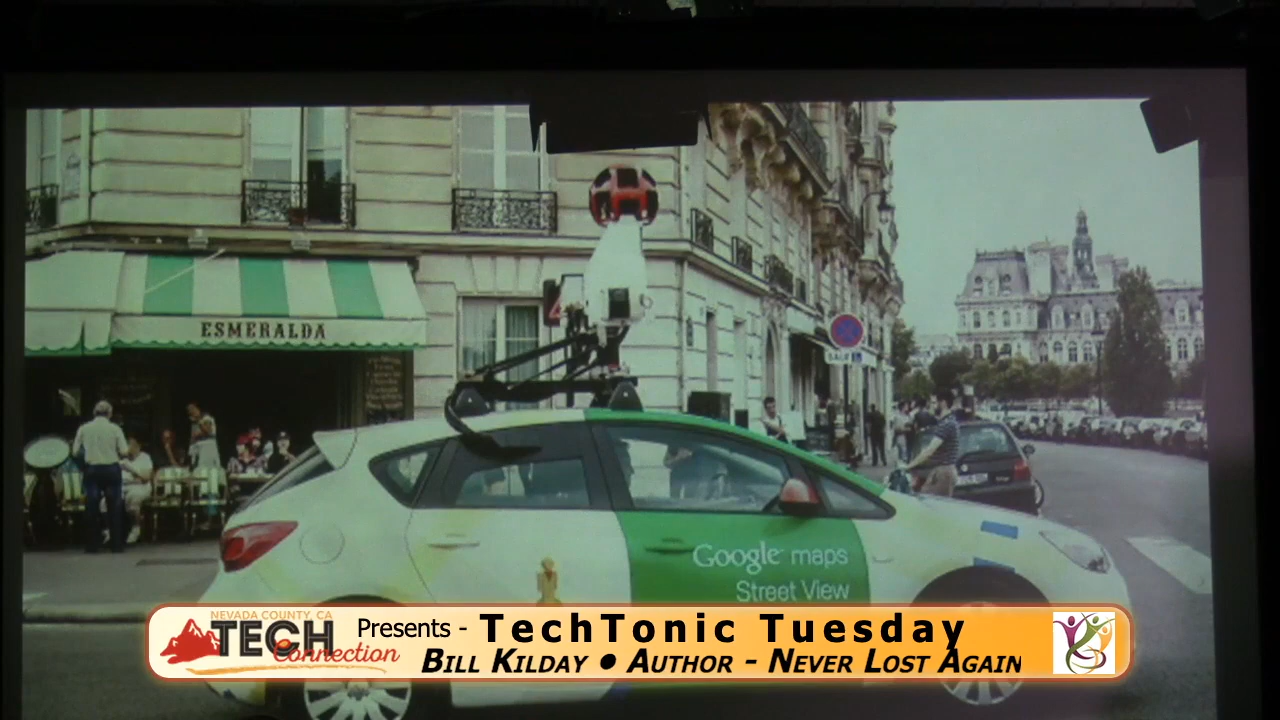 ESMERALDA
Google maps
Street View
NEVADA COUNTY, CA
TECH
Connection
Presents - TechTonic Tuesday
Bill Kilday • Author - Never Lost Again